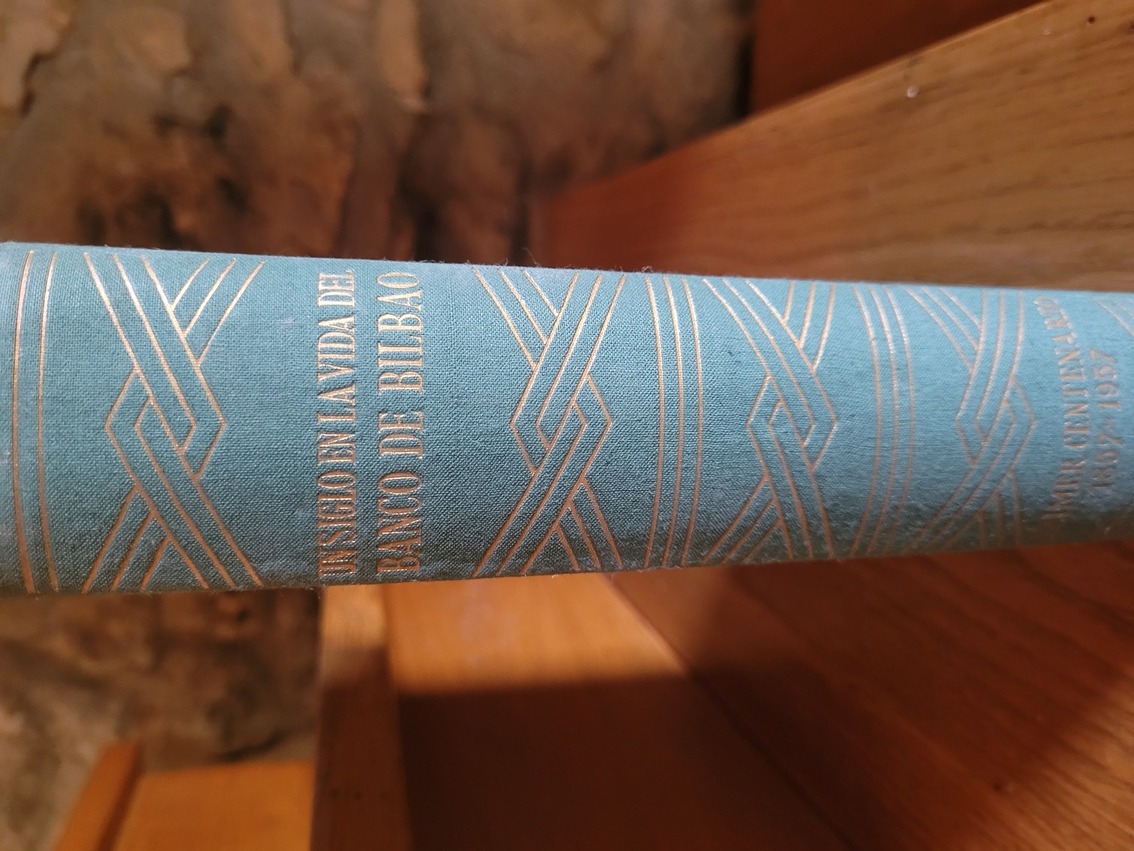 UN SIGLO EN LA VIDA DEL
BANCO DE BILBAO
PRIMER CENTENARIO
1857-1957